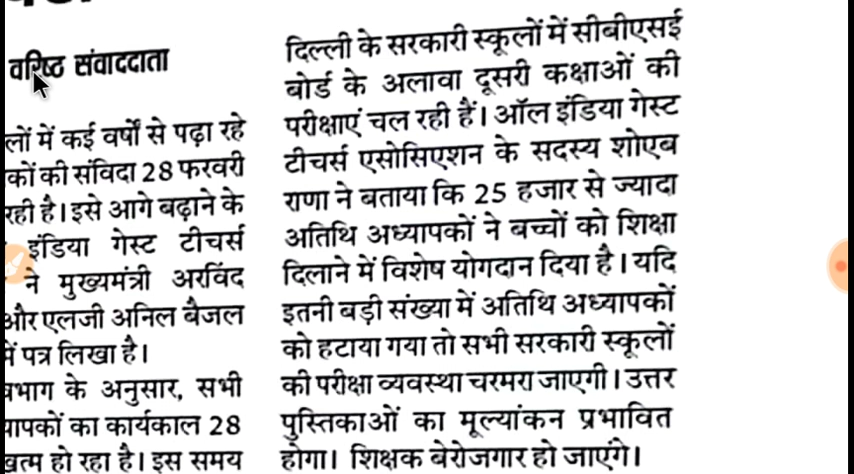 वरिष्ठ संवाददाता
में कई वर्षों से पढ़ा रहे
की संविदा 28 फरवरी
रही है। इसे आगे बढ़ाने के
इंडिया गेस्ट टीचर्स
ने मुख्यमंत्री अरविंद
और एलजी अनिल बैजल
में पत्र लिखा है।
के अनुसार, सभी
का कार्यकाल 28
हो रहा है। इस समय
दिल्ली के सरकारी स्कूलों में सीबीएसई
बोर्ड के अलावा दूसरी कक्षाओं की
परीक्षाएं चल रही हैं। ऑल इंडिया गेस्ट
टीचर्स एसोसिएशन के सदस्य शोएब
राणा ने बताया कि 25 हजार से ज्यादा
अतिथि अध्यापकों ने बच्चों को शिक्षा
दिलाने में विशेष योगदान दिया है। यदि
इतनी बड़ी संख्या में अतिथि अध्यापकों
को हटाया गया तो सभी सरकारी स्कूलों
की परीक्षा व्यवस्था चरमरा जाएगी। उत्तर
पुस्तिकाओं का मूल्यांकन प्रभावित
होगा। शिक्षक बेरोजगार हो जाएंगे।